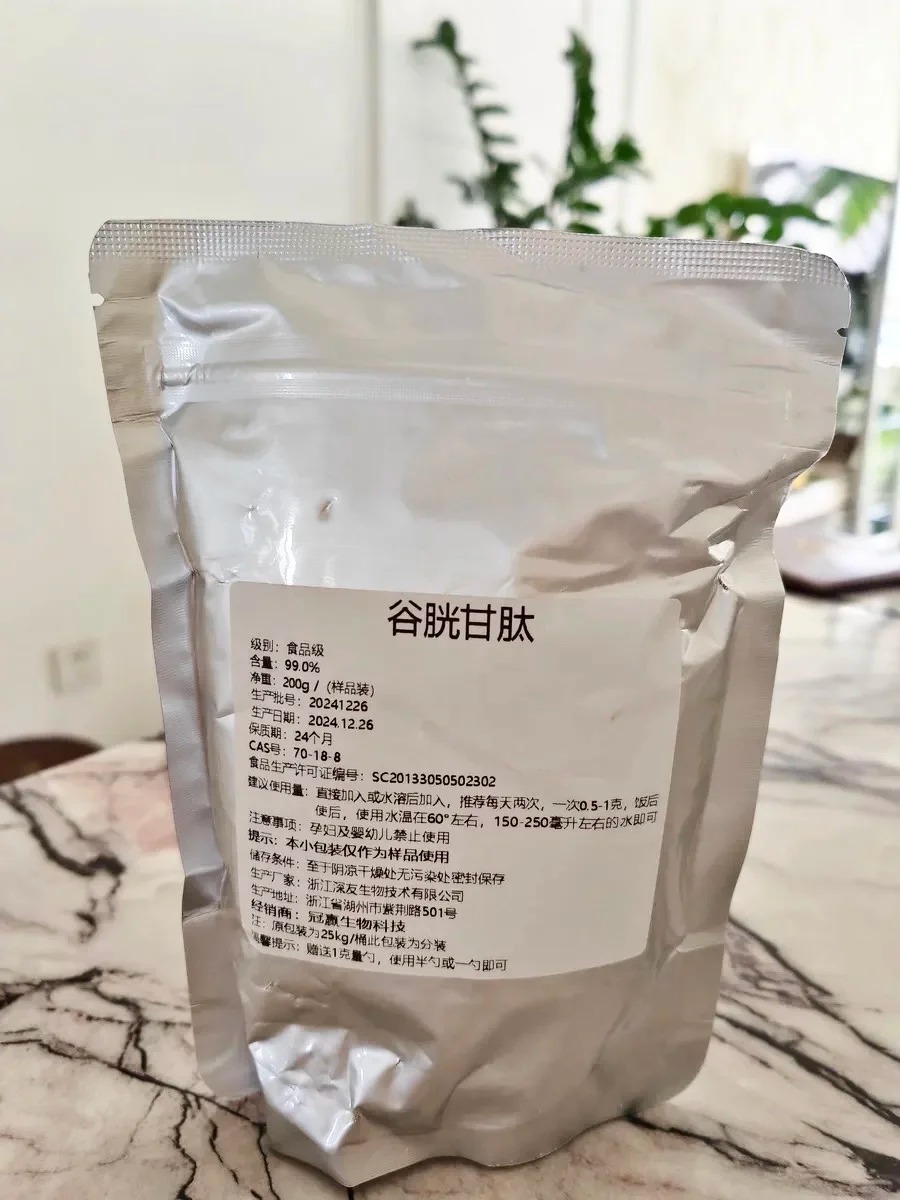 谷胱甘肽
级别：食品级
含量：99.0%
净重：200g /（样品装）
生产批号：20241226
生产日期：2024.12.26
保质期：24个月
CAS号：70-18-8
食品生产许可证编号：SC20133050502302
建议使用量：直接加入或水溶后加入，推荐每天两次，一次0.5-1克，饭后
使后，使用水温在60°左右，150-250毫升左右的水即可
注意事项：孕妇及婴幼儿禁止使用
提示：本小包装仅作为样品使用
储存条件：至于阴凉干燥处无污染处密封保存
生产厂家：浙江深友生物技术有限公司
生产地址：浙江省湖州市紫荆路501号
经销商：冠赢生物科技
注：原包装为25kg/桶此包装为分装
馨提示：赠送1克量勺，使用半勺或一勺即可